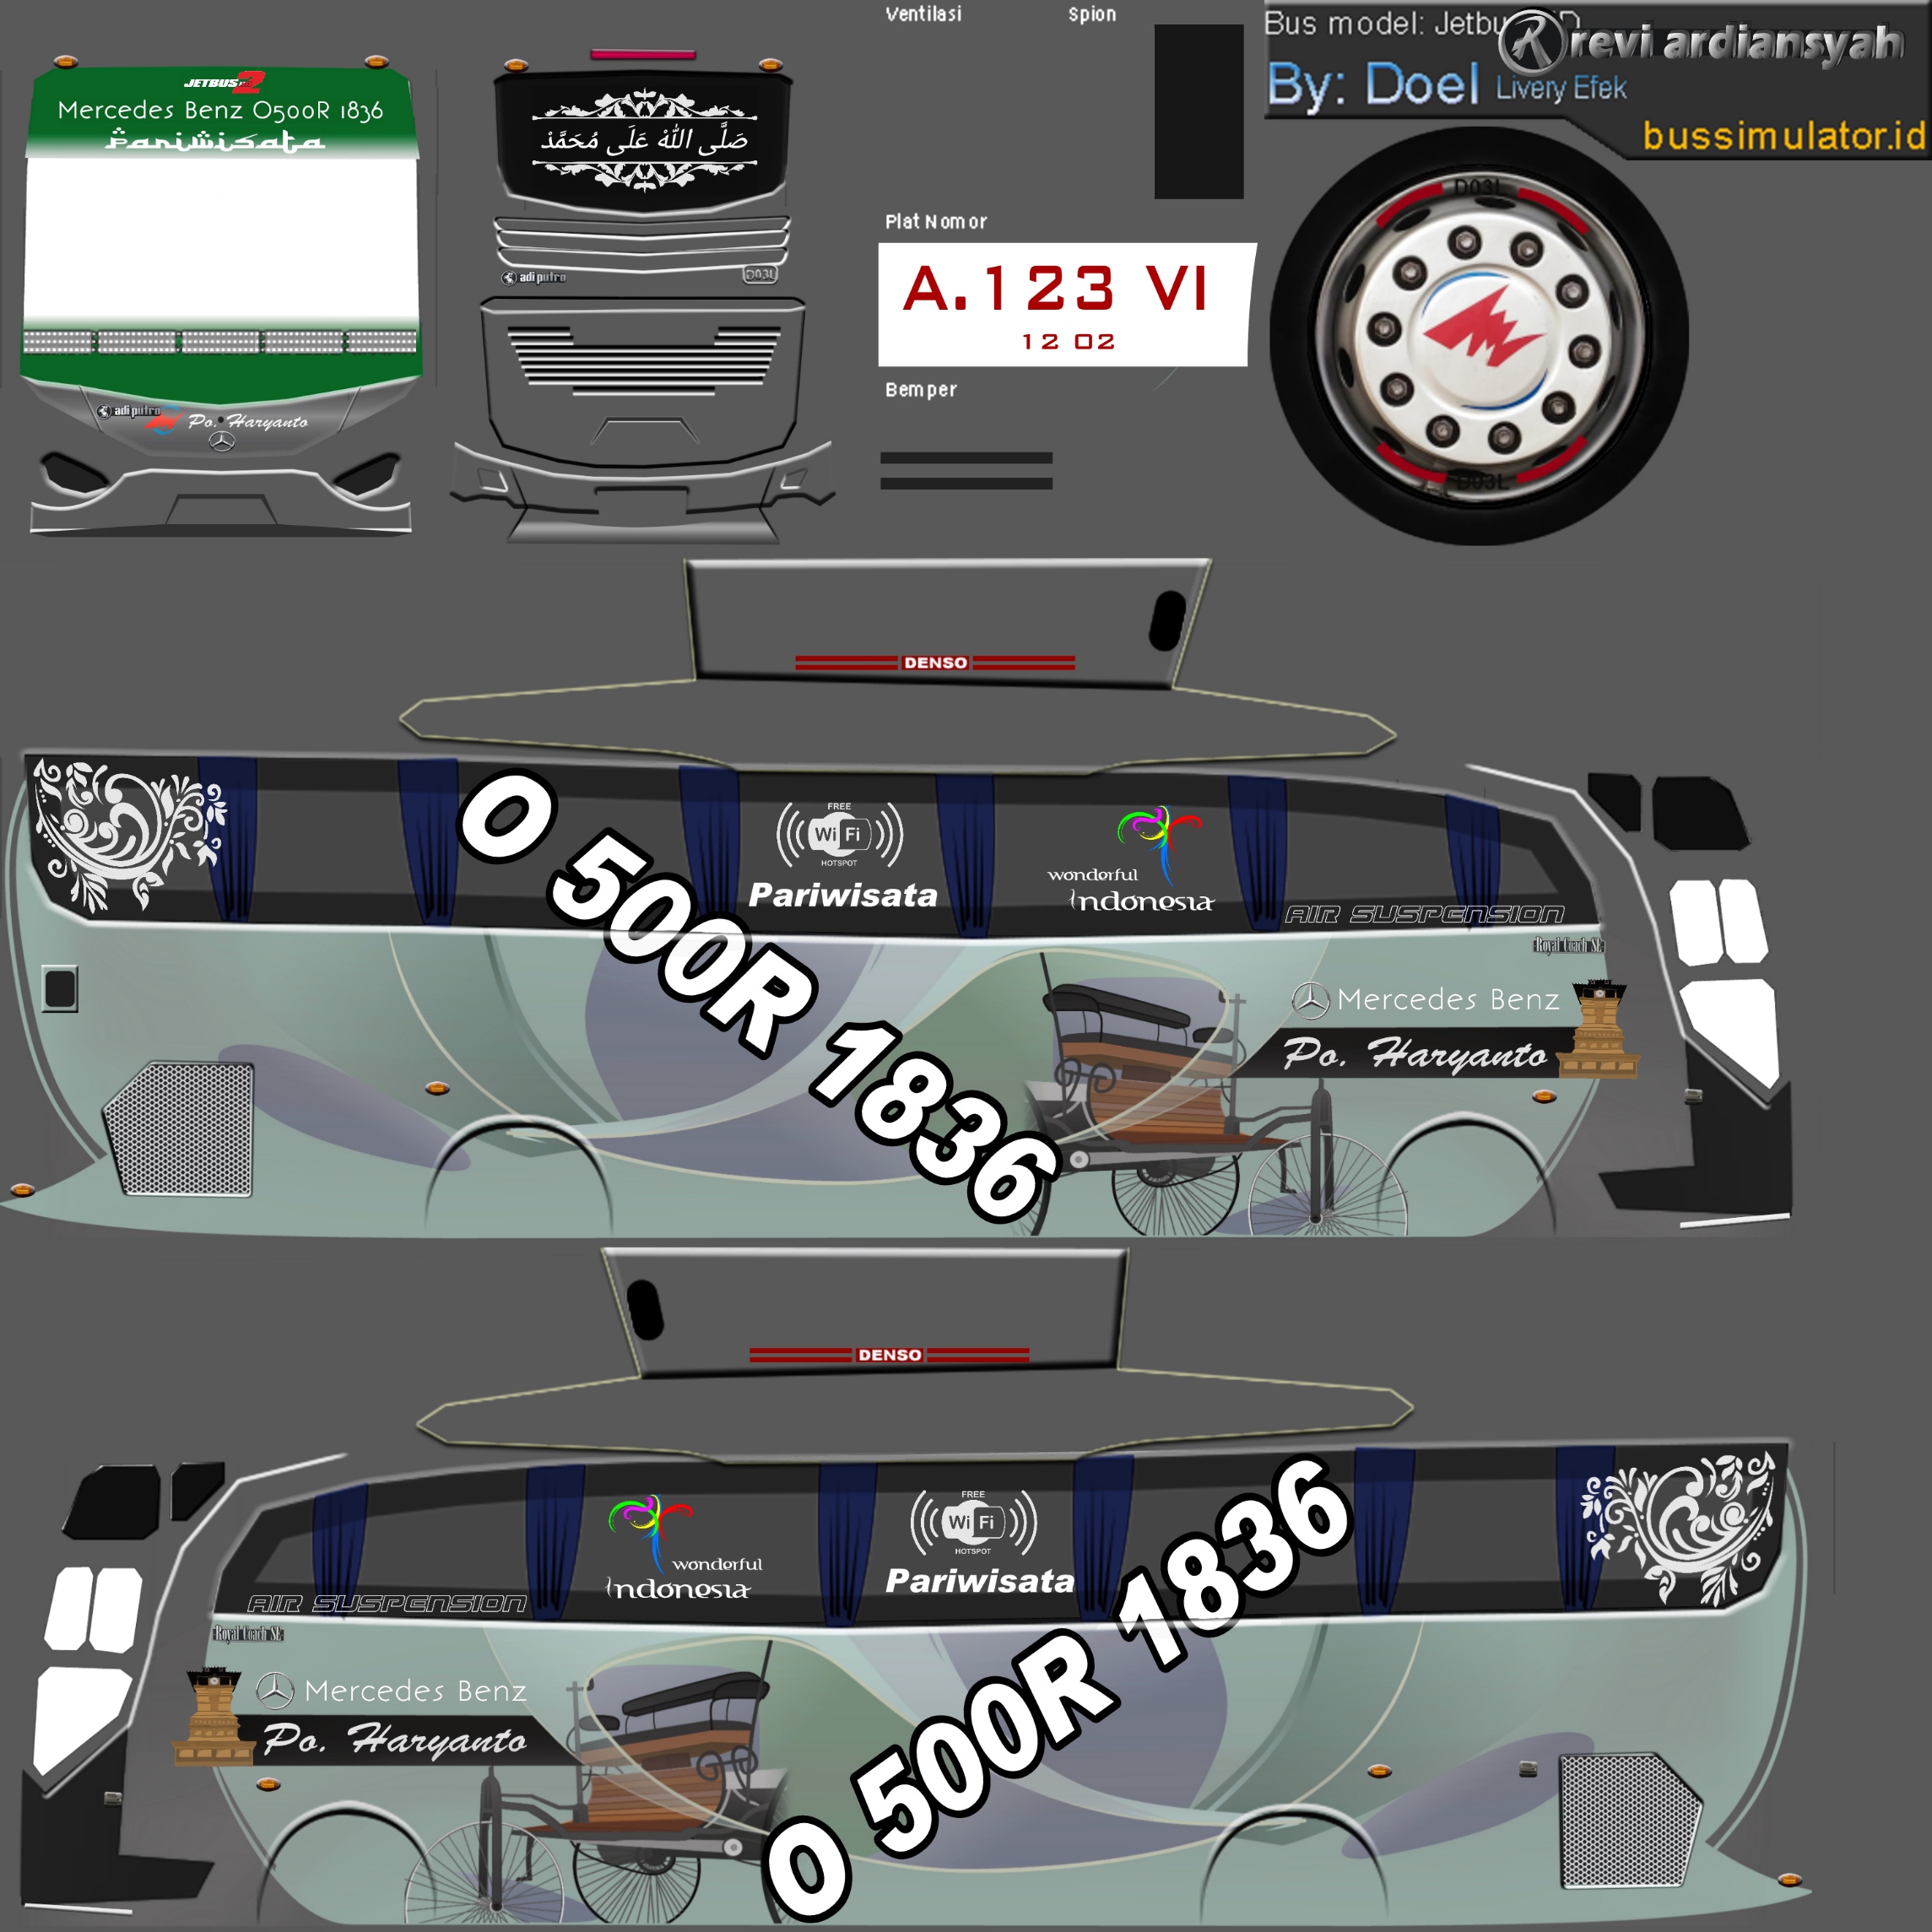 Ventilasi
Spion
Bus model: Jetbus
revi ardiansyah
By: Doel
Livery Efek
bussimulator.id
JETBUS 2
Mercedes Benz O500R 1836
Pariwisata
صَلَّى اللهُ عَلَى مُحَمَّدْ
adi putro
D03L
Plat Nomor
A.123 VI
12 02
Bemper
D03L
D03L
adi putro
Po. Haryanto
DENSO
FREE
Wi Fi
HOTSPOT
Pariwisata
wonderful
indonesia
AIR SUSPENSION
Royal Coach SE
O 500R 1836
Mercedes Benz
Po. Haryanto
DENSO
wonderful
indonesia
FREE
Wi Fi
HOTSPOT
Pariwisata
AIR SUSPENSION
Royal Coach SE
O 500R 1836
Mercedes Benz
Po. Haryanto